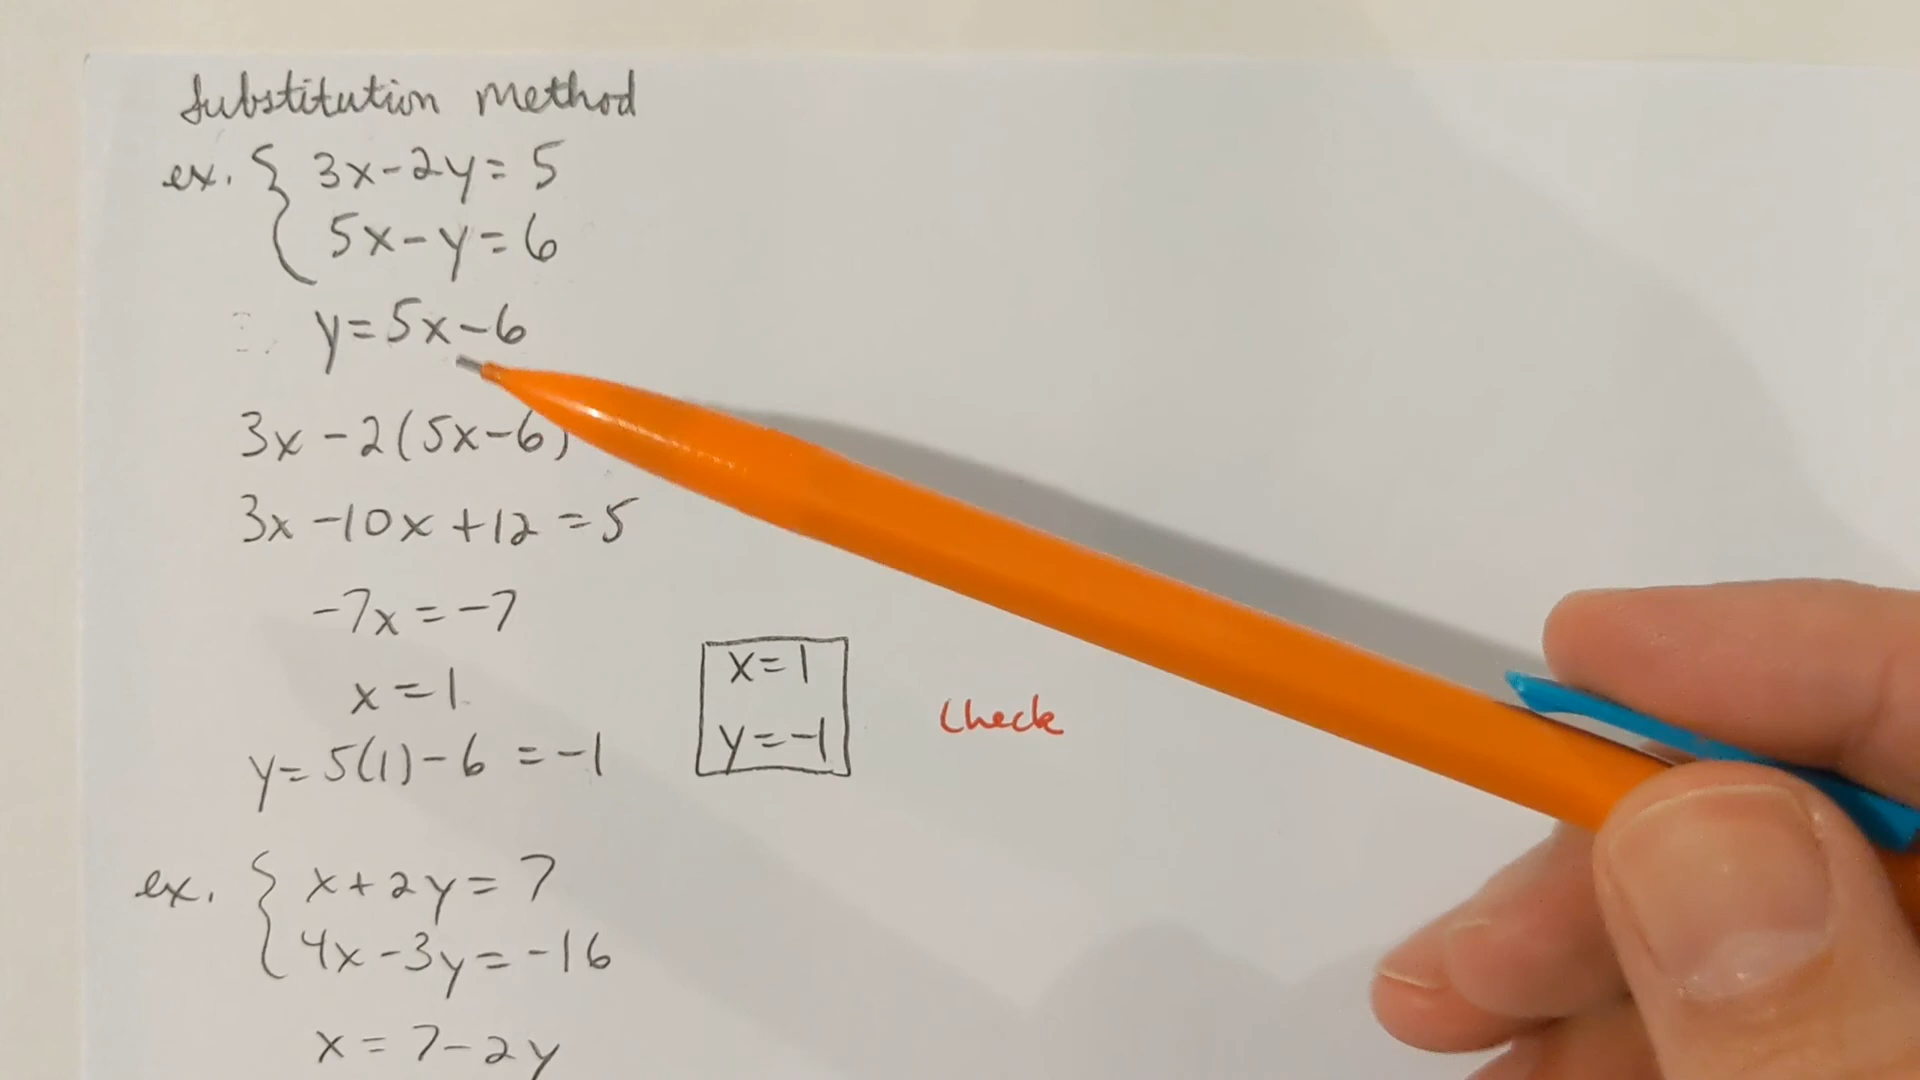 Substitution method
ex. { 3x-2y=5
5x-y=6
y=5x-6
3x-2(5x-6)
3x-10x+12=5
-7x=-7
x=1
y=5(1)-6=-1
x=1
y=-1
Check
ex. { x+2y=7
4x-3y=-16
x=7-2y